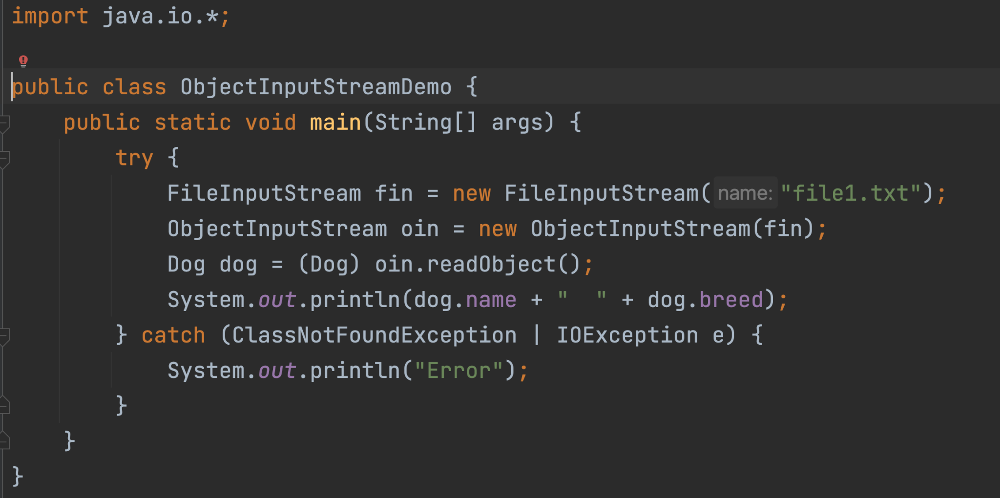 import java.io.*;
public class ObjectInputStreamDemo {
    public static void main(String[] args) {
        try {
            FileInputStream fin = new FileInputStream( name: "file1.txt");
            ObjectInputStream oin = new ObjectInputStream(fin);
            Dog dog = (Dog) oin.readObject();
            System.out.println(dog.name + "  " + dog.breed);
        } catch (ClassNotFoundException | IOException e) {
            System.out.println("Error");
        }
    }
}